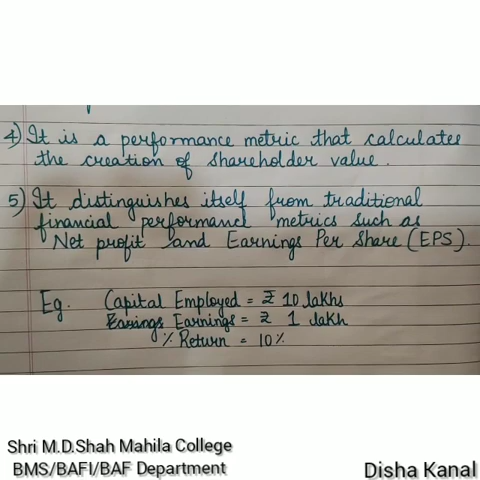 4) It is a performance metric that calculates
the creation of shareholder value.
5) It distinguishes itself from traditional
financial performance metrics such as
Net profit and Earnings Per Share (EPS).
Eg. Capital Employed = ₹ 10 lakhs
Earnings Earnings = ₹ 1 lakh
% Return = 10%
Shri M.D.Shah Mahila College
BMS/BAFI/BAF Department
Disha Kanal